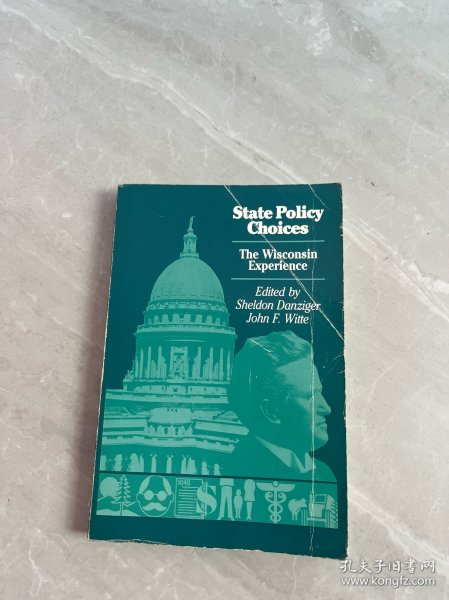 State Policy
Choices
The Wisconsin
Experience
Edited by
Sheldon Danziger
John F. Witte
1040
$
孔夫子旧书网
www.kongfz.com